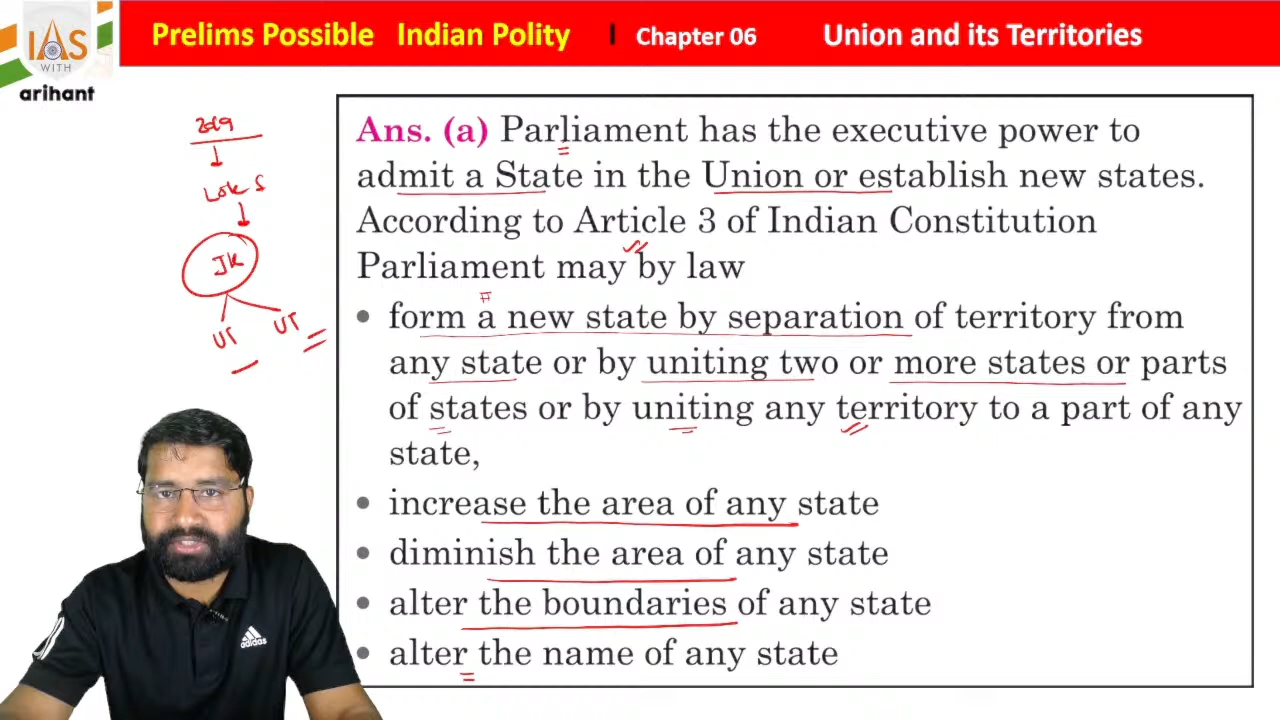 Prelims Possible Indian Polity | Chapter 06 Union and its Territories
IAS
WITH
arihant
2019
Lok S
JK
UT UT
Ans. (a) Parliament has the executive power to
admit a State in the Union or establish new states.
According to Article 3 of Indian Constitution
Parliament may by law
• form a new state by separation of territory from
any state or by uniting two or more states or parts
of states or by uniting any territory to a part of any
state,
• increase the area of any state
• diminish the area of any state
• alter the boundaries of any state
• alter the name of any state
adidas